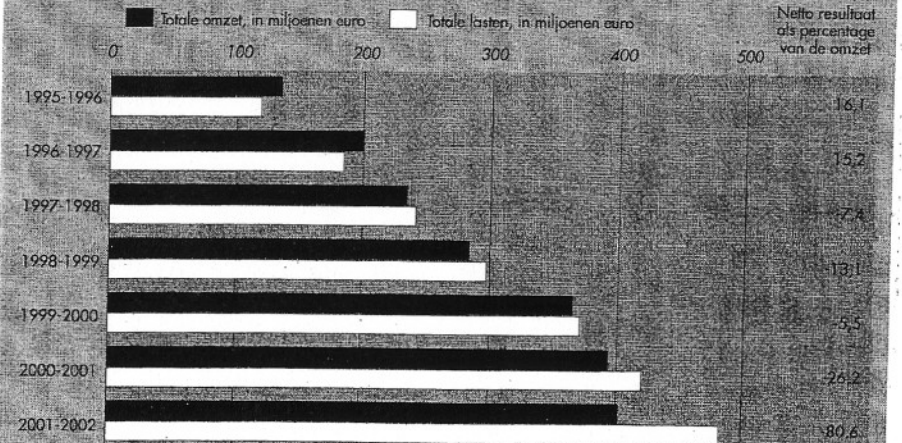 Totale omzet, in miljoenen euro Totale lasten, in miljoenen euro
Netto resultaat
als percentage
van de omzet
0 100 200 300 400 500
1995-1996 16,1
1996-1997 15,2
1997-1998 -7,4
1998-1999 -13,1
1999-2000 -5,5
2000-2001 -26,2
2001-2002 -80,6